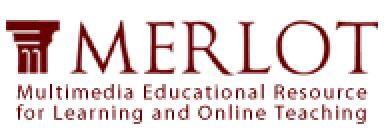 MERLOT
Multimedia Educational Resource
for Learning and Online Teaching